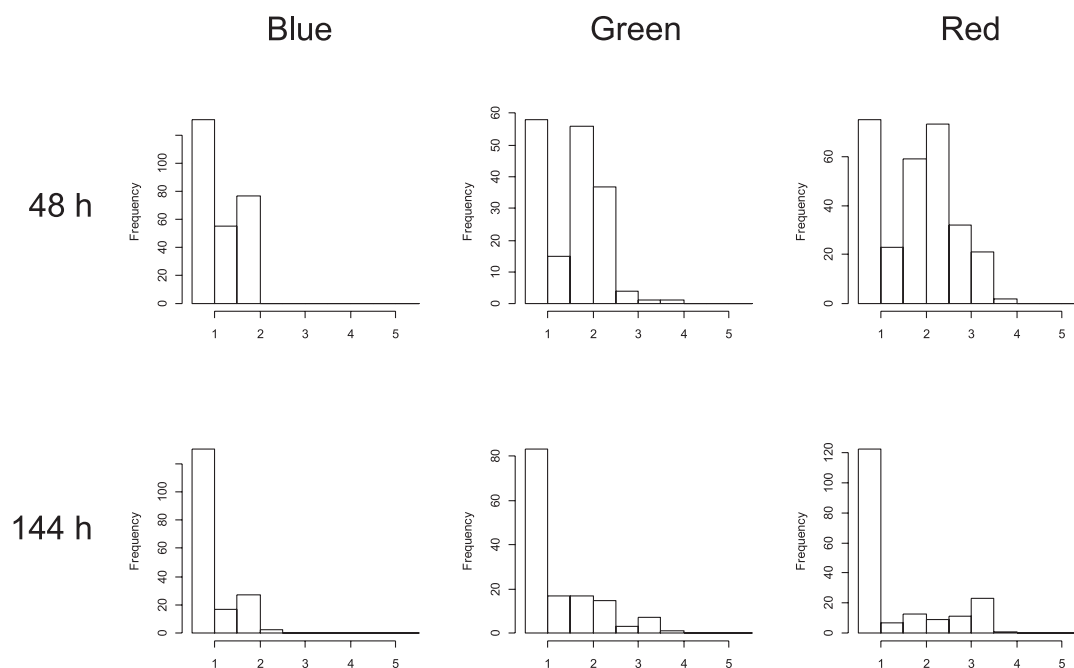 Blue Green Red
48 h
Frequency
0 20 40 60 80 100
1 2 3 4 5
Frequency
0 10 20 30 40 50 60
1 2 3 4 5
Frequency
0 20 40 60
1 2 3 4 5
144 h
Frequency
0 20 40 60 80 100
1 2 3 4 5
Frequency
0 20 40 60 80
1 2 3 4 5
Frequency
0 20 40 60 80 100 120
1 2 3 4 5